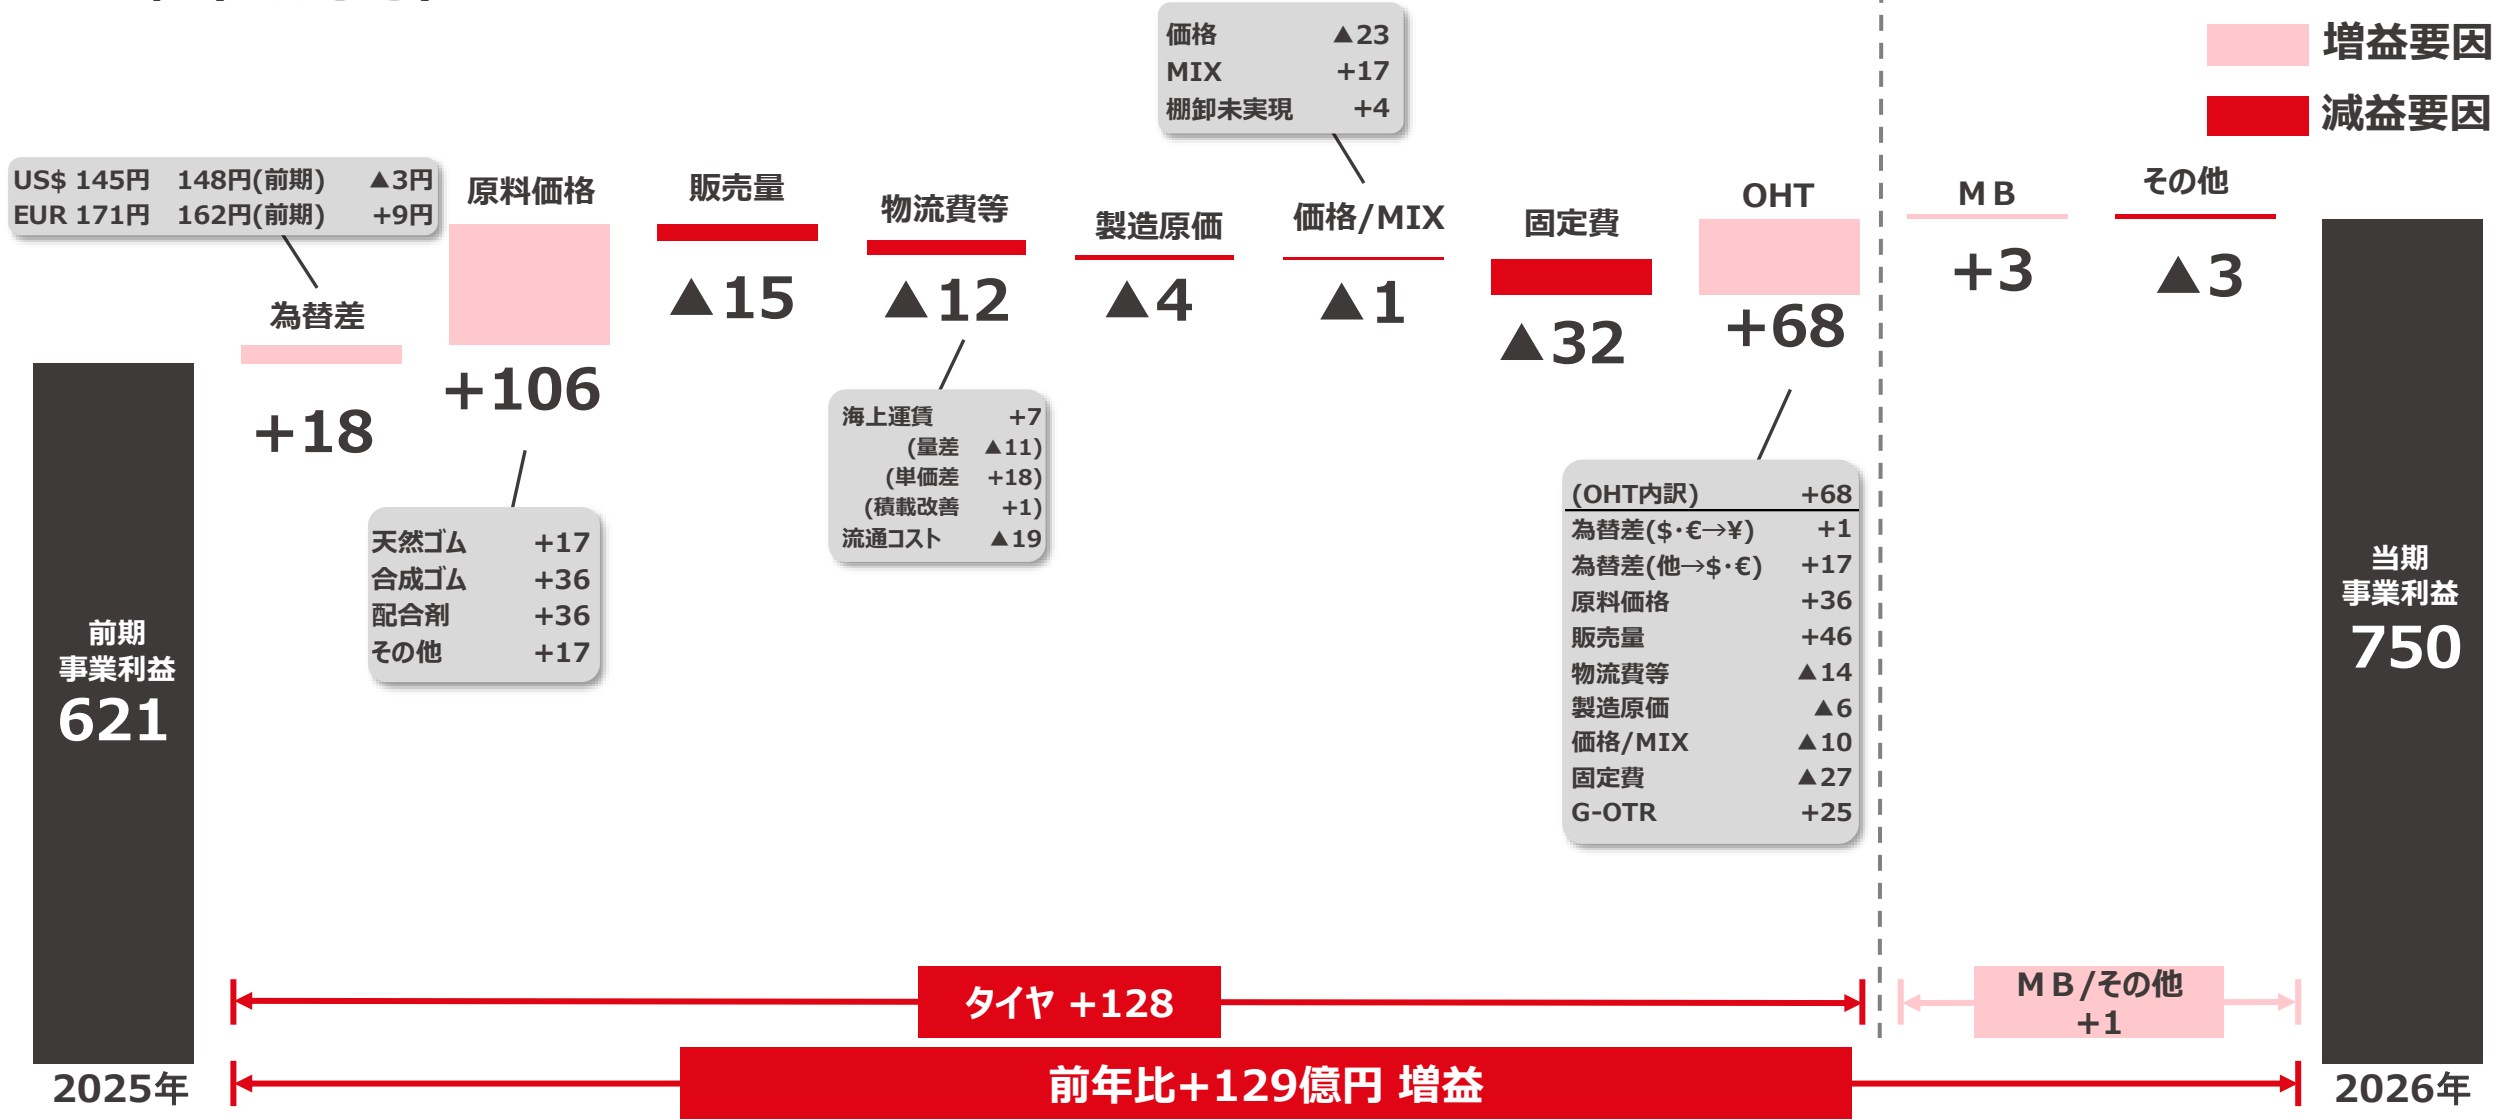 増益要因
減益要因
US$ 145円 148円(前期) ▲3円
EUR 171円 162円(前期) +9円
為替差
+18
原料価格
+106
天然ゴム +17
合成ゴム +36
配合剤 +36
その他 +17
販売量
▲15
物流費等
▲12
海上運賃 +7
(量差 ▲11)
(単価差 +18)
(積載改善 +1)
流通コスト ▲19
製造原価
▲4
価格 ▲23
MIX +17
棚卸未実現 +4
価格/MIX
▲1
固定費
▲32
OHT
+68
(OHT内訳) +68
為替差($・€→¥) +1
為替差(他→$・€) +17
原料価格 +36
販売量 +46
物流費等 ▲14
製造原価 ▲6
価格/MIX ▲10
固定費 ▲27
G-OTR +25
ＭＢ
+3
その他
▲3
前期
事業利益
621
当期
事業利益
750
タイヤ +128
ＭＢ/その他
+1
前年比+129億円 増益
2025年
2026年